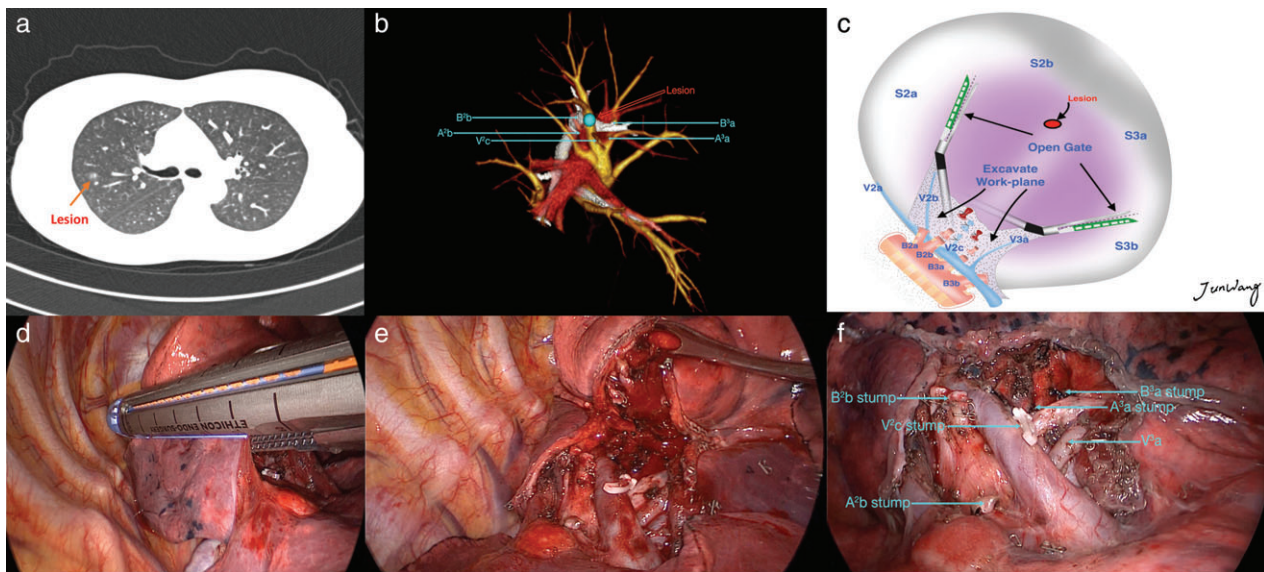 a
Lesion
b
Lesion
B³b
B³a
A²b
V²c
A³a
c
S2b
S2a
Lesion
S3a
Open Gate
Excavate
Work-plane
V2a
V2b
V2c
V3a
S3b
B2a
B2b
B3a
B3b
JunWang
d
ETHICON ENDO-SURGERY
e
f
B²b stump
B³a stump
A³a stump
V²c stump
V³a
A²b stump